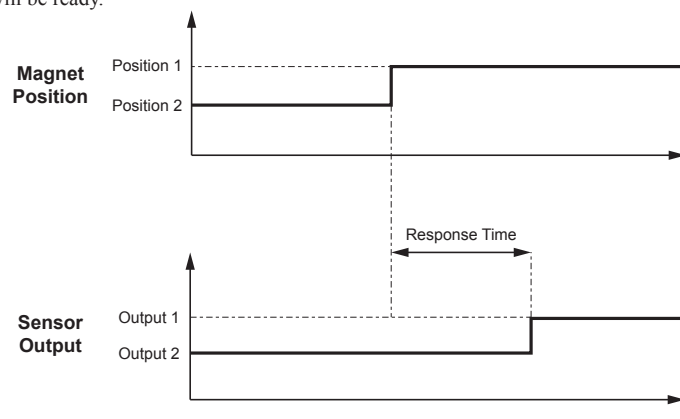 will be ready.
Magnet
Position
Position 1
Position 2
Response Time
Sensor
Output
Output 1
Output 2